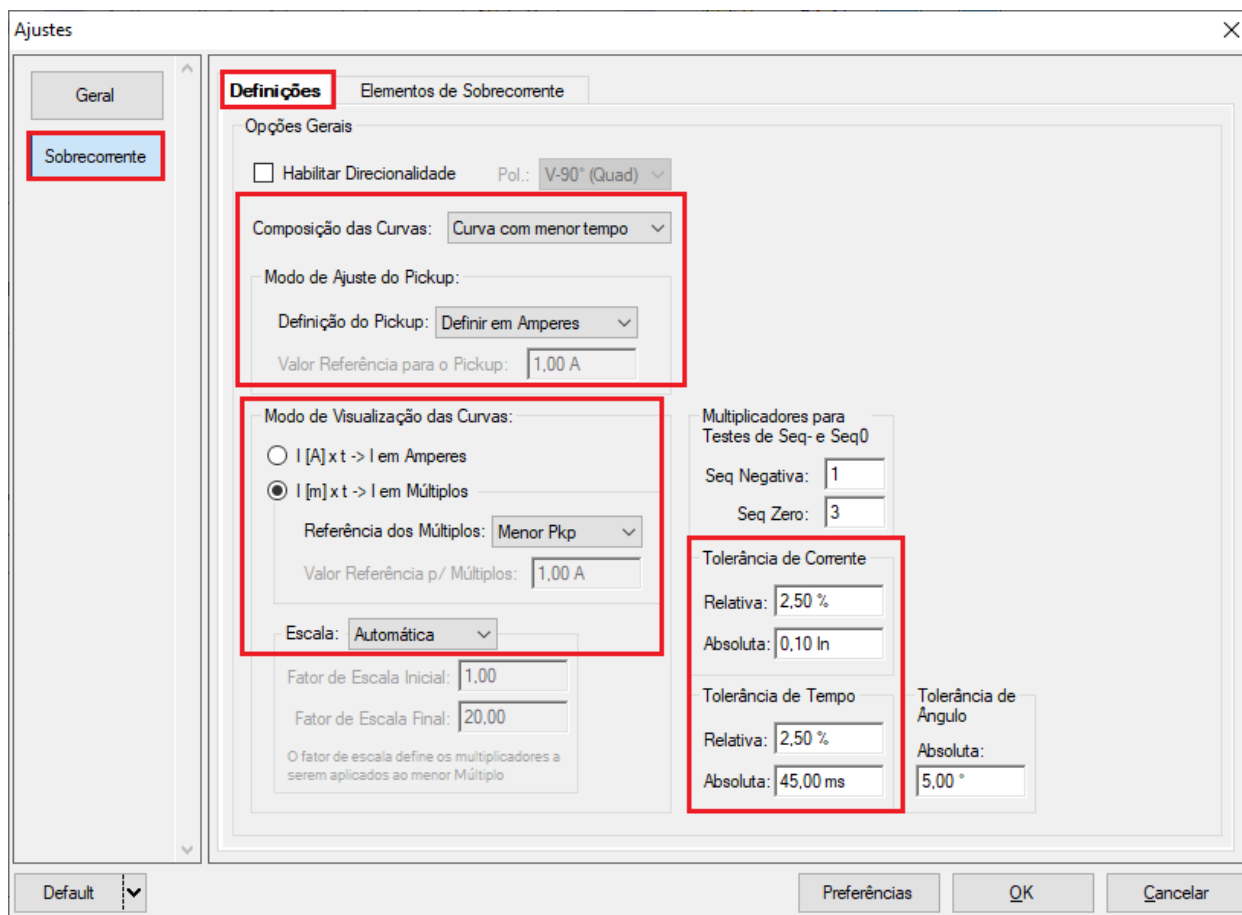 Ajustes
Geral
Sobrecorrente
Definições
Elementos de Sobrecorrente
Opções Gerais
Habilitar Direcionalidade
Pol.: V-90° (Quad)
Composição das Curvas: Curva com menor tempo
Modo de Ajuste do Pickup:
Definição do Pickup: Definir em Amperes
Valor Referência para o Pickup: 1,00 A
Modo de Visualização das Curvas:
I [A] x t -> I em Amperes
I [m] x t -> I em Múltiplos
Referência dos Múltiplos: Menor Pkp
Valor Referência p/ Múltiplos: 1,00 A
Escala: Automática
Fator de Escala Inicial: 1,00
Fator de Escala Final: 20,00
O fator de escala define os multiplicadores a
serem aplicados ao menor Múltiplo
Multiplicadores para
Testes de Seq- e Seq0
Seq Negativa: 1
Seq Zero: 3
Tolerância de Corrente
Relativa: 2,50 %
Absoluta: 0,10 In
Tolerância de Tempo
Relativa: 2,50 %
Absoluta: 45,00 ms
Tolerância de
Ângulo
Absoluta:
5,00 °
Default
Preferências
OK
Cancelar